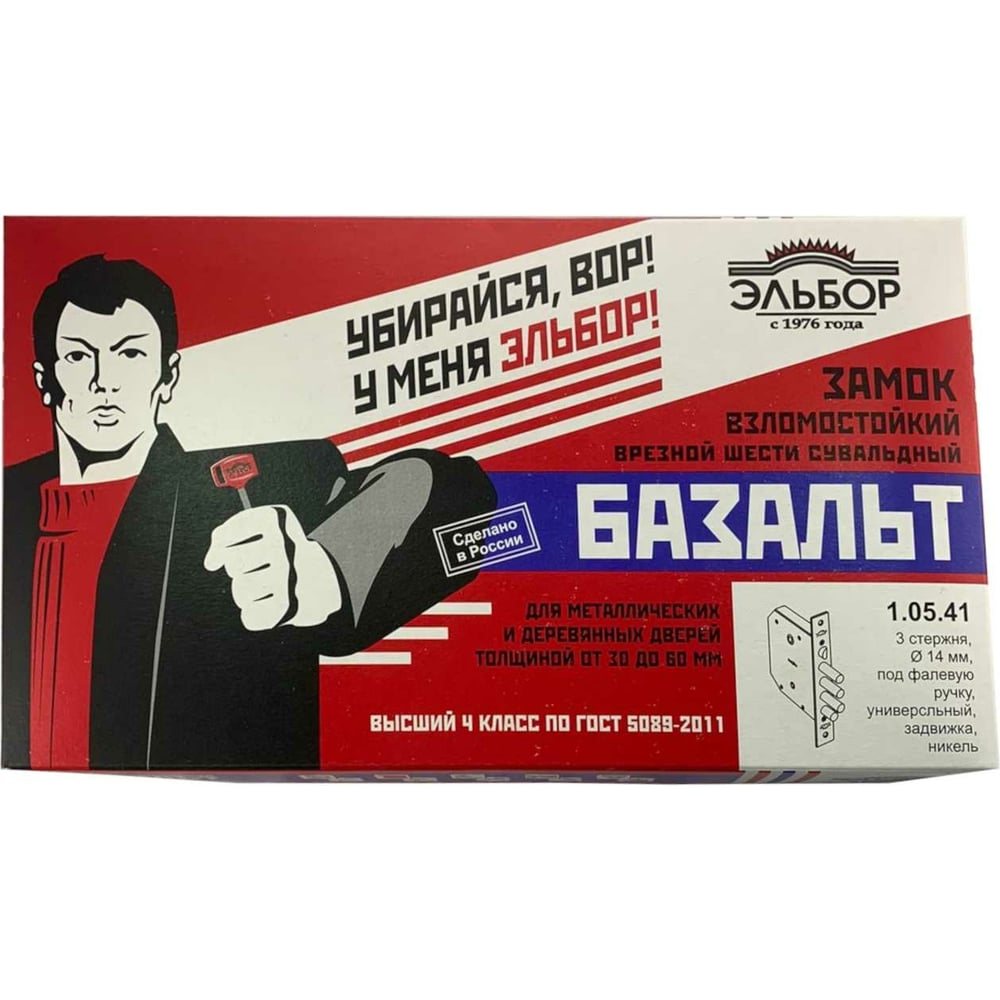 УБИРАЙСЯ, ВОР!
У МЕНЯ ЭЛЬБОР!
ЭЛЬБОР
с 1976 года
ЗАМОК
ВЗЛОМОСТОЙКИЙ
ВРЕЗНОЙ ШЕСТИ СУВАЛЬДНЫЙ
БАЗАЛЬТ
Сделано
в России
ДЛЯ МЕТАЛЛИЧЕСКИХ
И ДЕРЕВЯННЫХ ДВЕРЕЙ
ТОЛЩИНОЙ ОТ 30 ДО 60 ММ
ВЫСШИЙ 4 КЛАСС ПО ГОСТ 5089-2011
1.05.41
3 стержня,
Ø 14 мм,
под фалевую
ручку,
универсльный,
задвижка,
никель